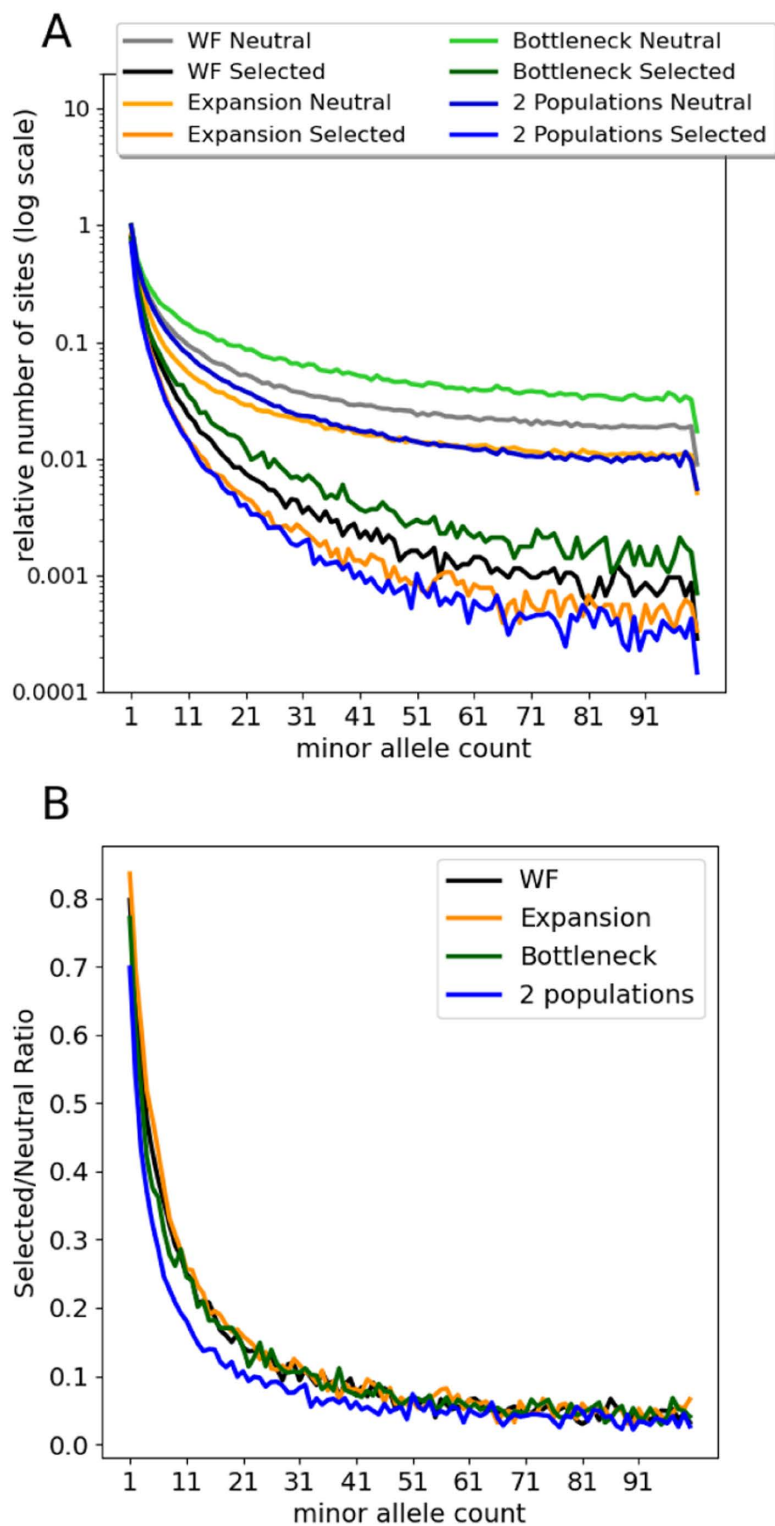 A
WF Neutral
WF Selected
Expansion Neutral
Expansion Selected
Bottleneck Neutral
Bottleneck Selected
2 Populations Neutral
2 Populations Selected
relative number of sites (log scale)
10
1
0.1
0.01
0.001
0.0001
1 11 21 31 41 51 61 71 81 91
minor allele count
B
WF
Expansion
Bottleneck
2 populations
Selected/Neutral Ratio
0.8
0.7
0.6
0.5
0.4
0.3
0.2
0.1
0.0
1 11 21 31 41 51 61 71 81 91
minor allele count